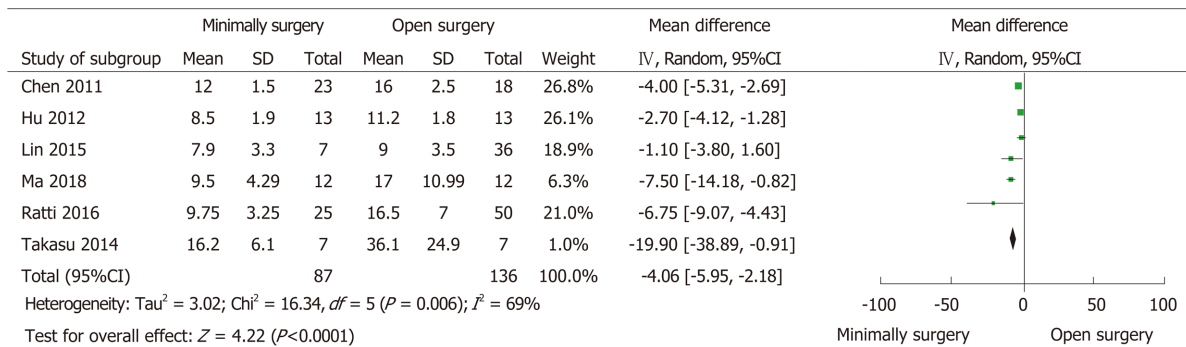 Minimally surgery Open surgery Mean difference Mean difference
Study of subgroup Mean SD Total Mean SD Total Weight IV, Random, 95%CI IV, Random, 95%CI
Chen 2011 12 1.5 23 16 2.5 18 26.8% -4.00 [-5.31, -2.69]
Hu 2012 8.5 1.9 13 11.2 1.8 13 26.1% -2.70 [-4.12, -1.28]
Lin 2015 7.9 3.3 7 9 3.5 36 18.9% -1.10 [-3.80, 1.60]
Ma 2018 9.5 4.29 12 17 10.99 12 6.3% -7.50 [-14.18, -0.82]
Ratti 2016 9.75 3.25 25 16.5 7 50 21.0% -6.75 [-9.07, -4.43]
Takasu 2014 16.2 6.1 7 36.1 24.9 7 1.0% -19.90 [-38.89, -0.91]
Total (95%CI) 87 136 100.0% -4.06 [-5.95, -2.18]
Heterogeneity: Tau² = 3.02; Chi² = 16.34, df = 5 (P = 0.006); I² = 69%
-100 -50 0 50 100
Test for overall effect: Z = 4.22 (P<0.0001)
Minimally surgery Open surgery